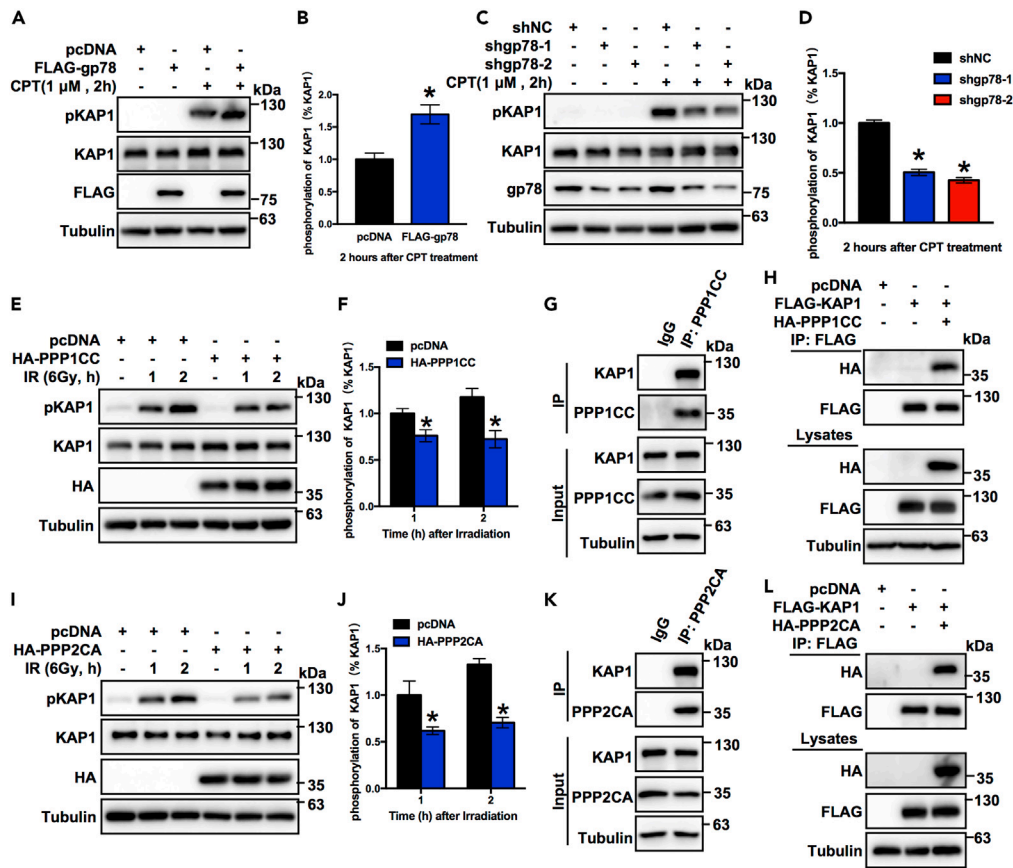 A
pcDNA + - + -
FLAG-gp78 - + - +
CPT(1 μM , 2h) - - + + kDa
pKAP1 130
KAP1 130
FLAG 75
Tubulin 63
B
phosphorylation of KAP1 (% KAP1)
2.0
1.5
1.0
0.5
0.0
*
pcDNA FLAG-gp78
2 hours after CPT treatment
C
shNC + - - + - -
shgp78-1 - + - - + -
shgp78-2 - - + - - +
CPT(1 μM , 2h) - - - + + + kDa
pKAP1 130
KAP1 130
gp78 75
Tubulin 63
D
phosphorylation of KAP1 (% KAP1)
2.0
1.5
1.0
0.5
0.0
* *
shNC
shgp78-1
shgp78-2
2 hours after CPT treatment
E
pcDNA + + + - - -
HA-PPP1CC - - - + + +
IR (6Gy, h) - 1 2 - 1 2 kDa
pKAP1 130
KAP1 130
HA 35
Tubulin 63
F
pcDNA
HA-PPP1CC
phosphorylation of KAP1 (% KAP1)
1.5
1.0
0.5
0.0
* *
1 2
Time (h) after Irradiation
G
IgG IP: PPP1CC
kDa
IP
KAP1 130
PPP1CC 35
Input
KAP1 130
PPP1CC 35
Tubulin 63
H
pcDNA + - -
FLAG-KAP1 - + +
HA-PPP1CC - - +
IP: FLAG kDa
HA 35
FLAG 130
Lysates
HA 35
FLAG 130
Tubulin 63
I
pcDNA + + + - - -
HA-PPP2CA - - - + + +
IR (6Gy, h) - 1 2 - 1 2 kDa
pKAP1 130
KAP1 130
HA 35
Tubulin 63
J
pcDNA
HA-PPP2CA
phosphorylation of KAP1 (% KAP1)
1.5
1.0
0.5
0.0
* *
1 2
Time (h) after Irradiation
K
IgG IP: PPP2CA
kDa
IP
KAP1 130
PPP2CA 35
Input
KAP1 130
PPP2CA 35
Tubulin 63
L
pcDNA + - -
FLAG-KAP1 - + +
HA-PPP2CA - - +
IP: FLAG kDa
HA 35
FLAG 130
Lysates
HA 35
FLAG 130
Tubulin 63